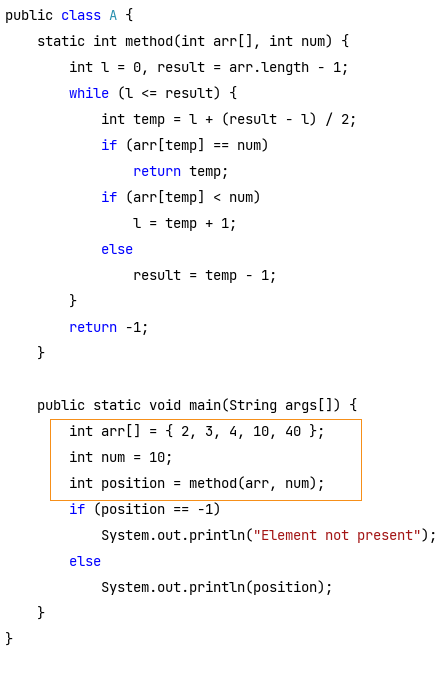 public class A {
    static int method(int arr[], int num) {
        int l = 0, result = arr.length - 1;
        while (l <= result) {
            int temp = l + (result - l) / 2;
            if (arr[temp] == num)
                return temp;
            if (arr[temp] < num)
                l = temp + 1;
            else
                result = temp - 1;
        }
        return -1;
    }

    public static void main(String args[]) {
        int arr[] = { 2, 3, 4, 10, 40 };
        int num = 10;
        int position = method(arr, num);
        if (position == -1)
            System.out.println("Element not present");
        else
            System.out.println(position);
    }
}